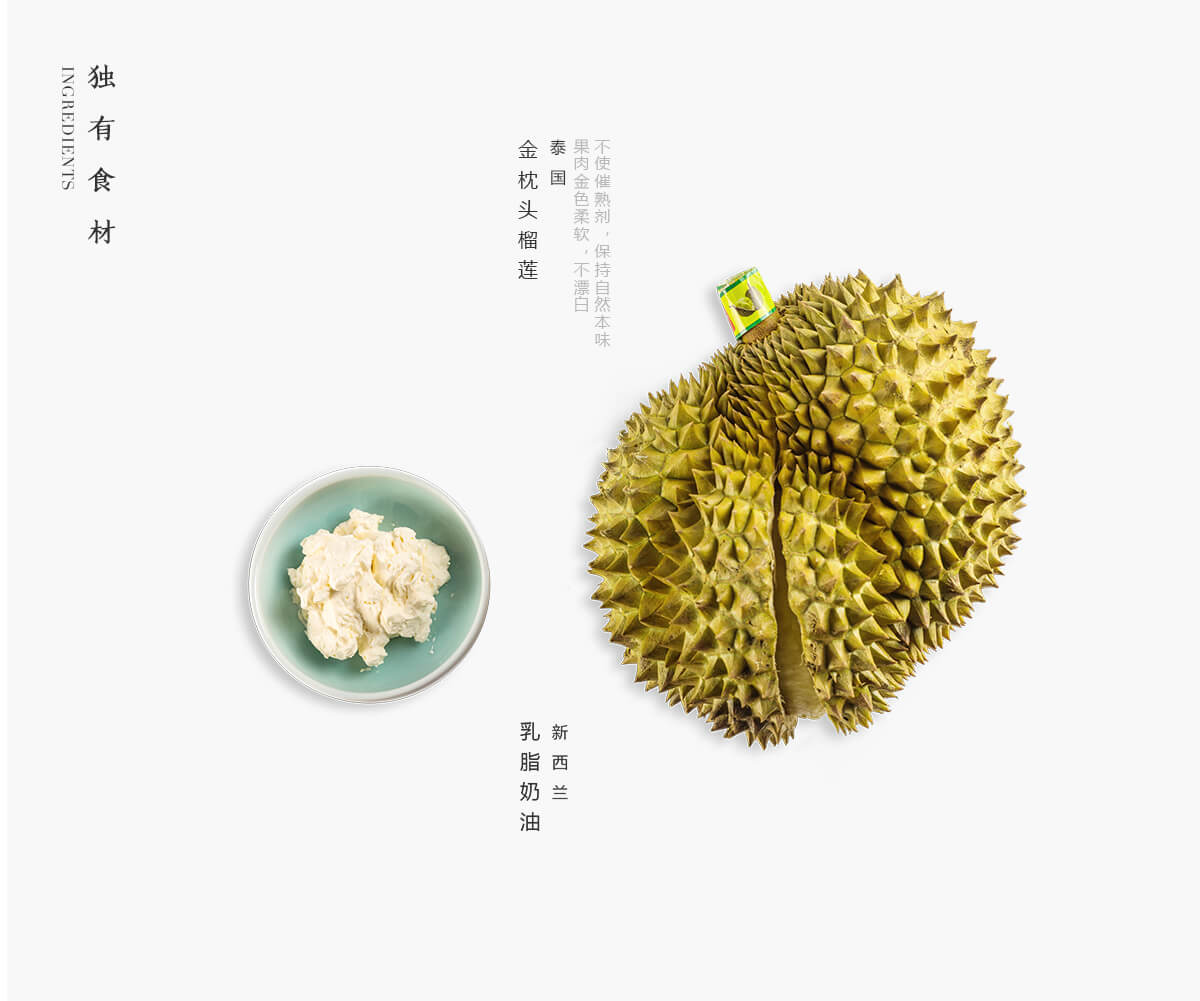 独有食材
INGREDIENTS
不使催熟剂，保持自然本味
果肉金色柔软，不漂白
泰国
金枕头榴莲
新西兰
乳脂奶油